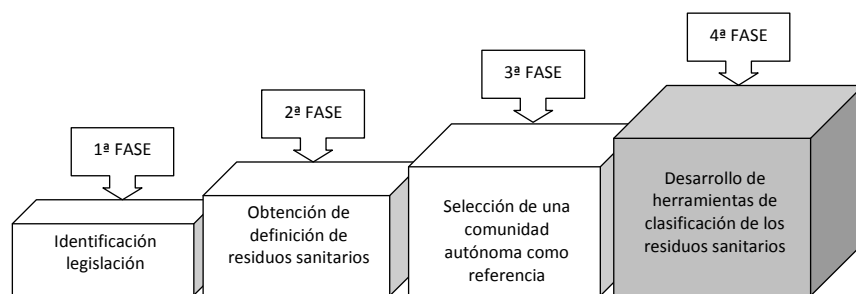 1ª FASE
Identificación
legislación
2ª FASE
Obtención de
definición de
residuos sanitarios
3ª FASE
Selección de una
comunidad
autónoma como
referencia
4ª FASE
Desarrollo de
herramientas de
clasificación de los
residuos sanitarios